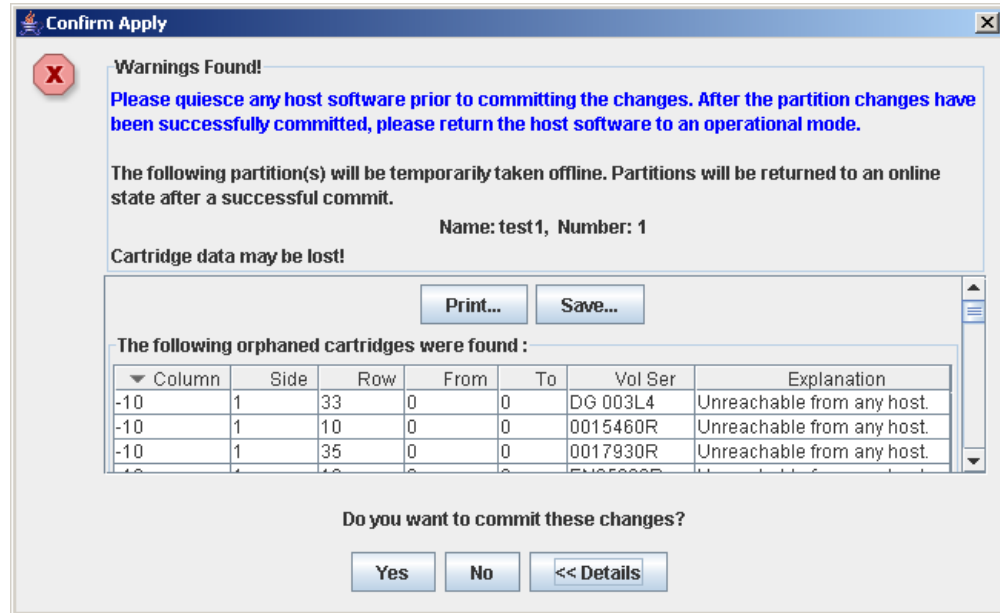 Confirm Apply
Warnings Found!
Please quiesce any host software prior to committing the changes. After the partition changes have
been successfully committed, please return the host software to an operational mode.
The following partition(s) will be temporarily taken offline. Partitions will be returned to an online
state after a successful commit.
Name: test1, Number: 1
Cartridge data may be lost!
Print... Save...
The following orphaned cartridges were found :
Column Side Row From To Vol Ser Explanation
-10 1 33 0 0 DG 003L4 Unreachable from any host.
-10 1 10 0 0 0015460R Unreachable from any host.
-10 1 35 0 0 0017930R Unreachable from any host.
Do you want to commit these changes?
Yes No << Details